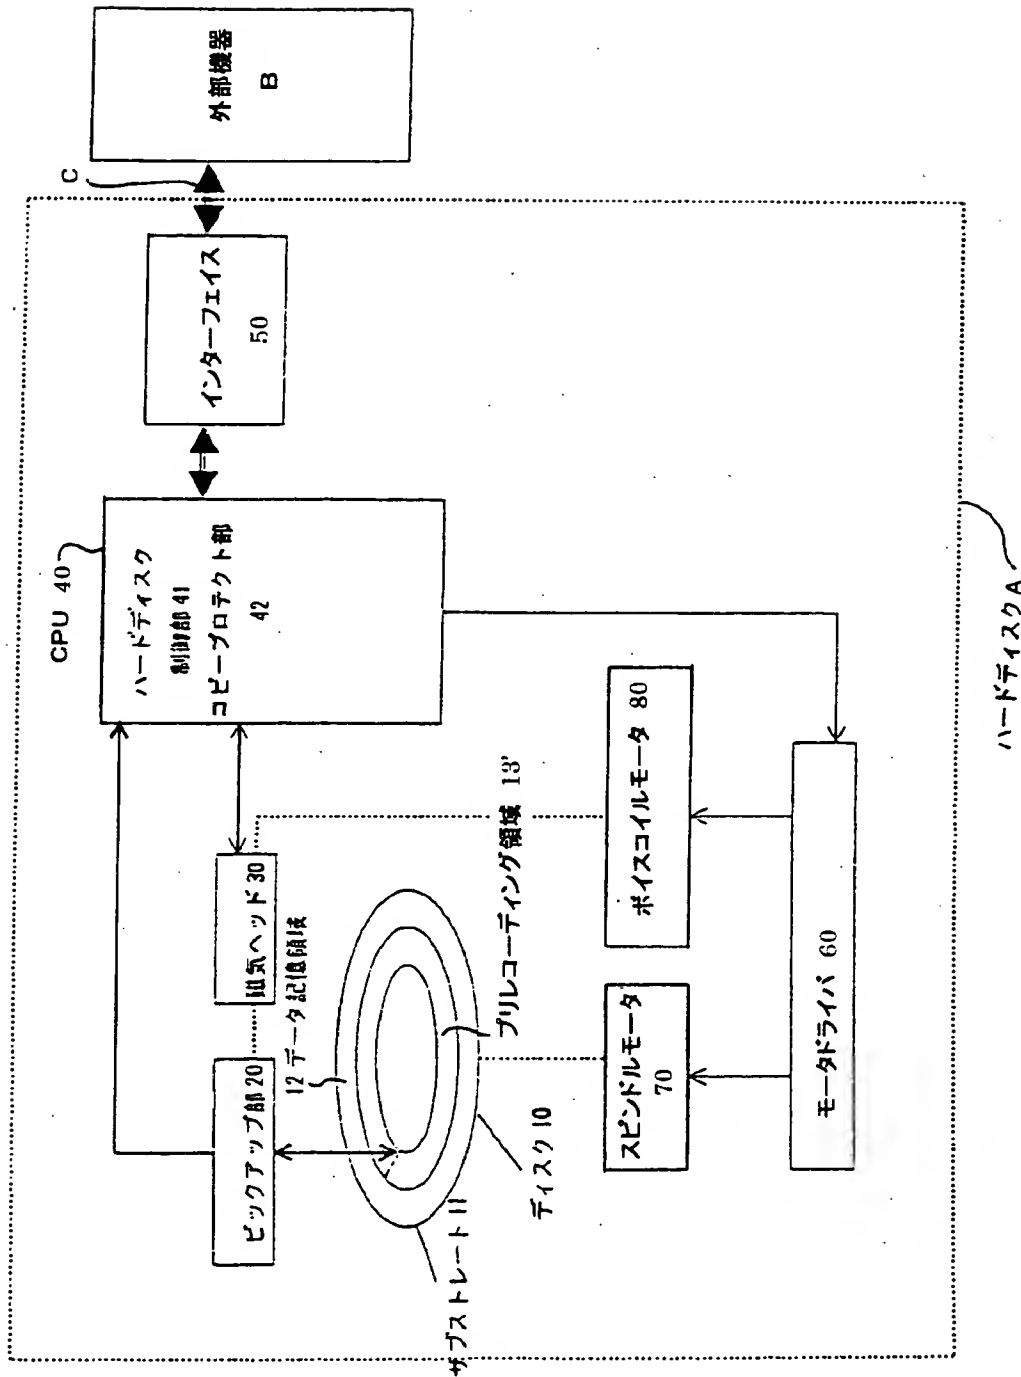 外部機器
B
C
インターフェイス
50
CPU 40
ハードディスク
制御部 41
コピープロテクト部
42
磁気ヘッド 30
ピックアップ部 20
12 データ記憶領域
プリレコーディング領域 13'
サブストレート 11
ディスク 10
ボイスコイルモータ 80
スピンドルモータ
70
モータドライバ 60
ハードディスク A